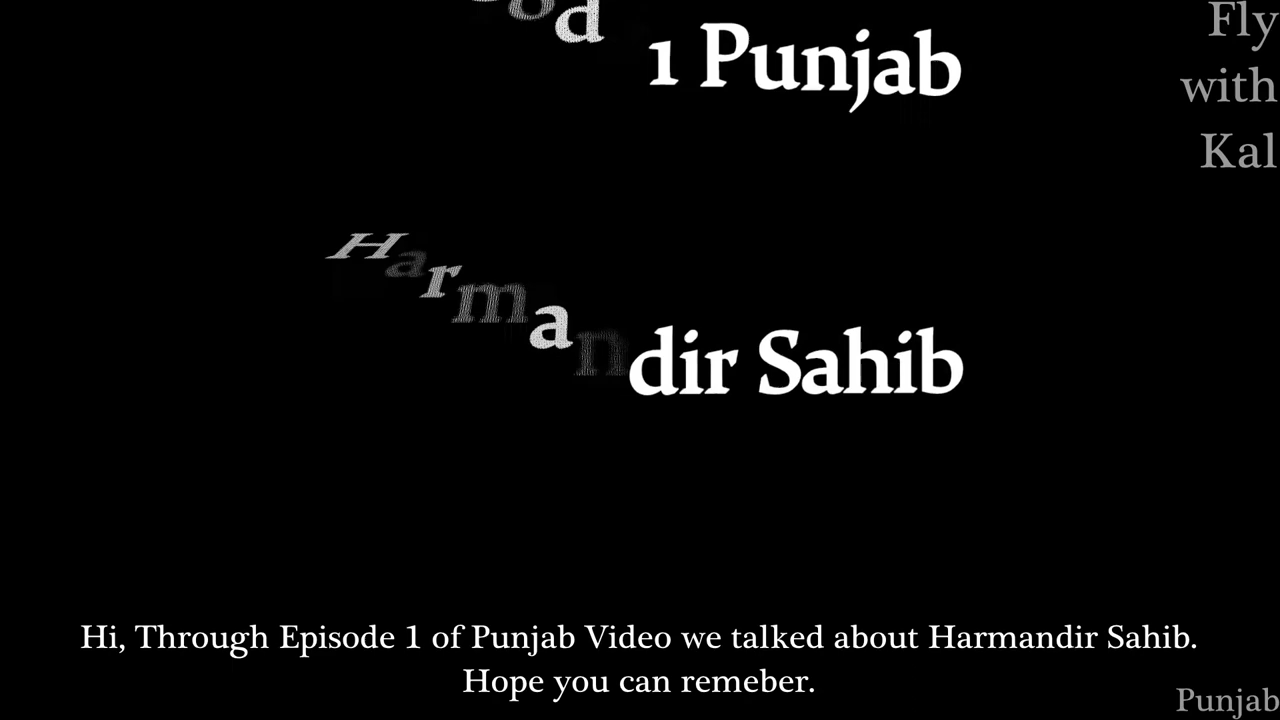 1 Punjab
Fly
with
Kal
Harmandir Sahib
Hi, Through Episode 1 of Punjab Video we talked about Harmandir Sahib.
Hope you can remeber.
Punjab